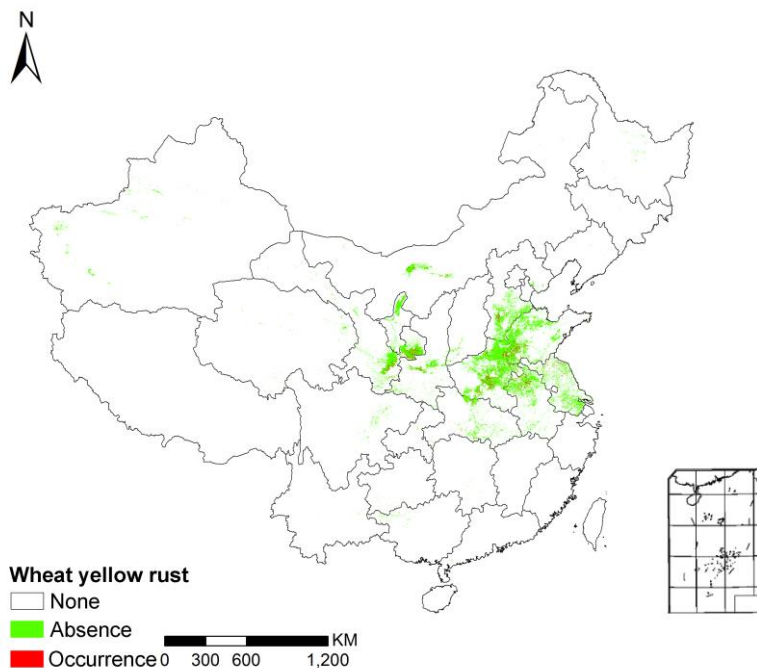 N
Wheat yellow rust
None
Absence
Occurrence
KM
0 300 600 1,200